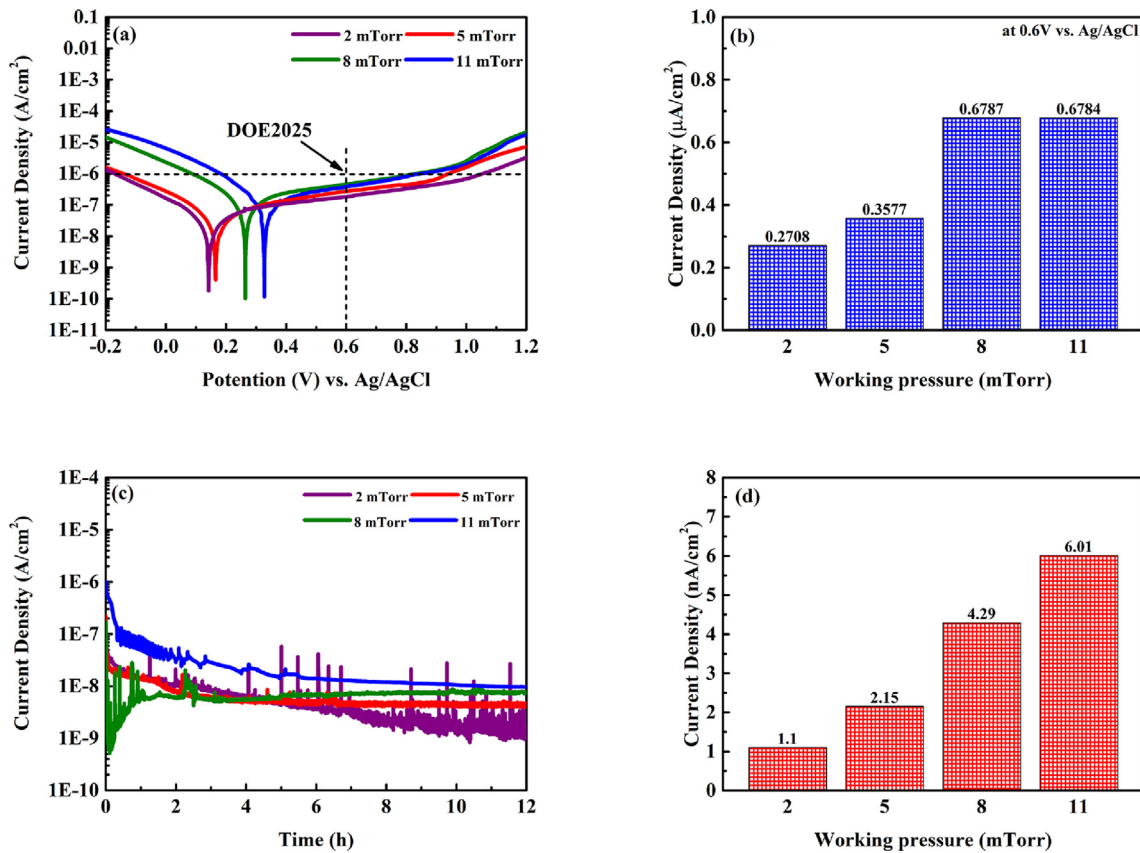 (a)
2 mTorr
5 mTorr
8 mTorr
11 mTorr
DOE2025
0.1
0.01
1E-3
1E-4
1E-5
1E-6
1E-7
1E-8
1E-9
1E-10
1E-11
Current Density (A/cm²)
-0.2 0.0 0.2 0.4 0.6 0.8 1.0 1.2
Potention (V) vs. Ag/AgCl
(b)
at 0.6V vs. Ag/AgCl
1.0
0.8
0.6
0.4
0.2
0.0
Current Density (μA/cm²)
0.2708
0.3577
0.6787
0.6784
2 5 8 11
Working pressure (mTorr)
(c)
2 mTorr
5 mTorr
8 mTorr
11 mTorr
1E-4
1E-5
1E-6
1E-7
1E-8
1E-9
1E-10
Current Density (A/cm²)
0 2 4 6 8 10 12
Time (h)
(d)
8
7
6
5
4
3
2
1
0
Current Density (nA/cm²)
1.1
2.15
4.29
6.01
2 5 8 11
Working pressure (mTorr)